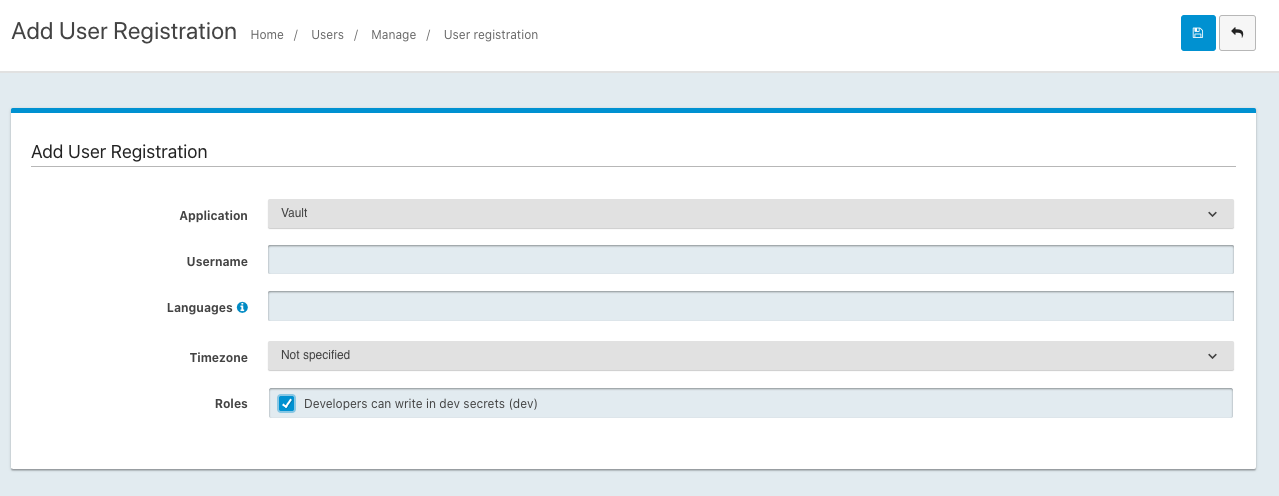 Add User Registration Home / Users / Manage / User registration
Add User Registration
Application Vault
Username
Languages
Timezone Not specified
Roles Developers can write in dev secrets (dev)